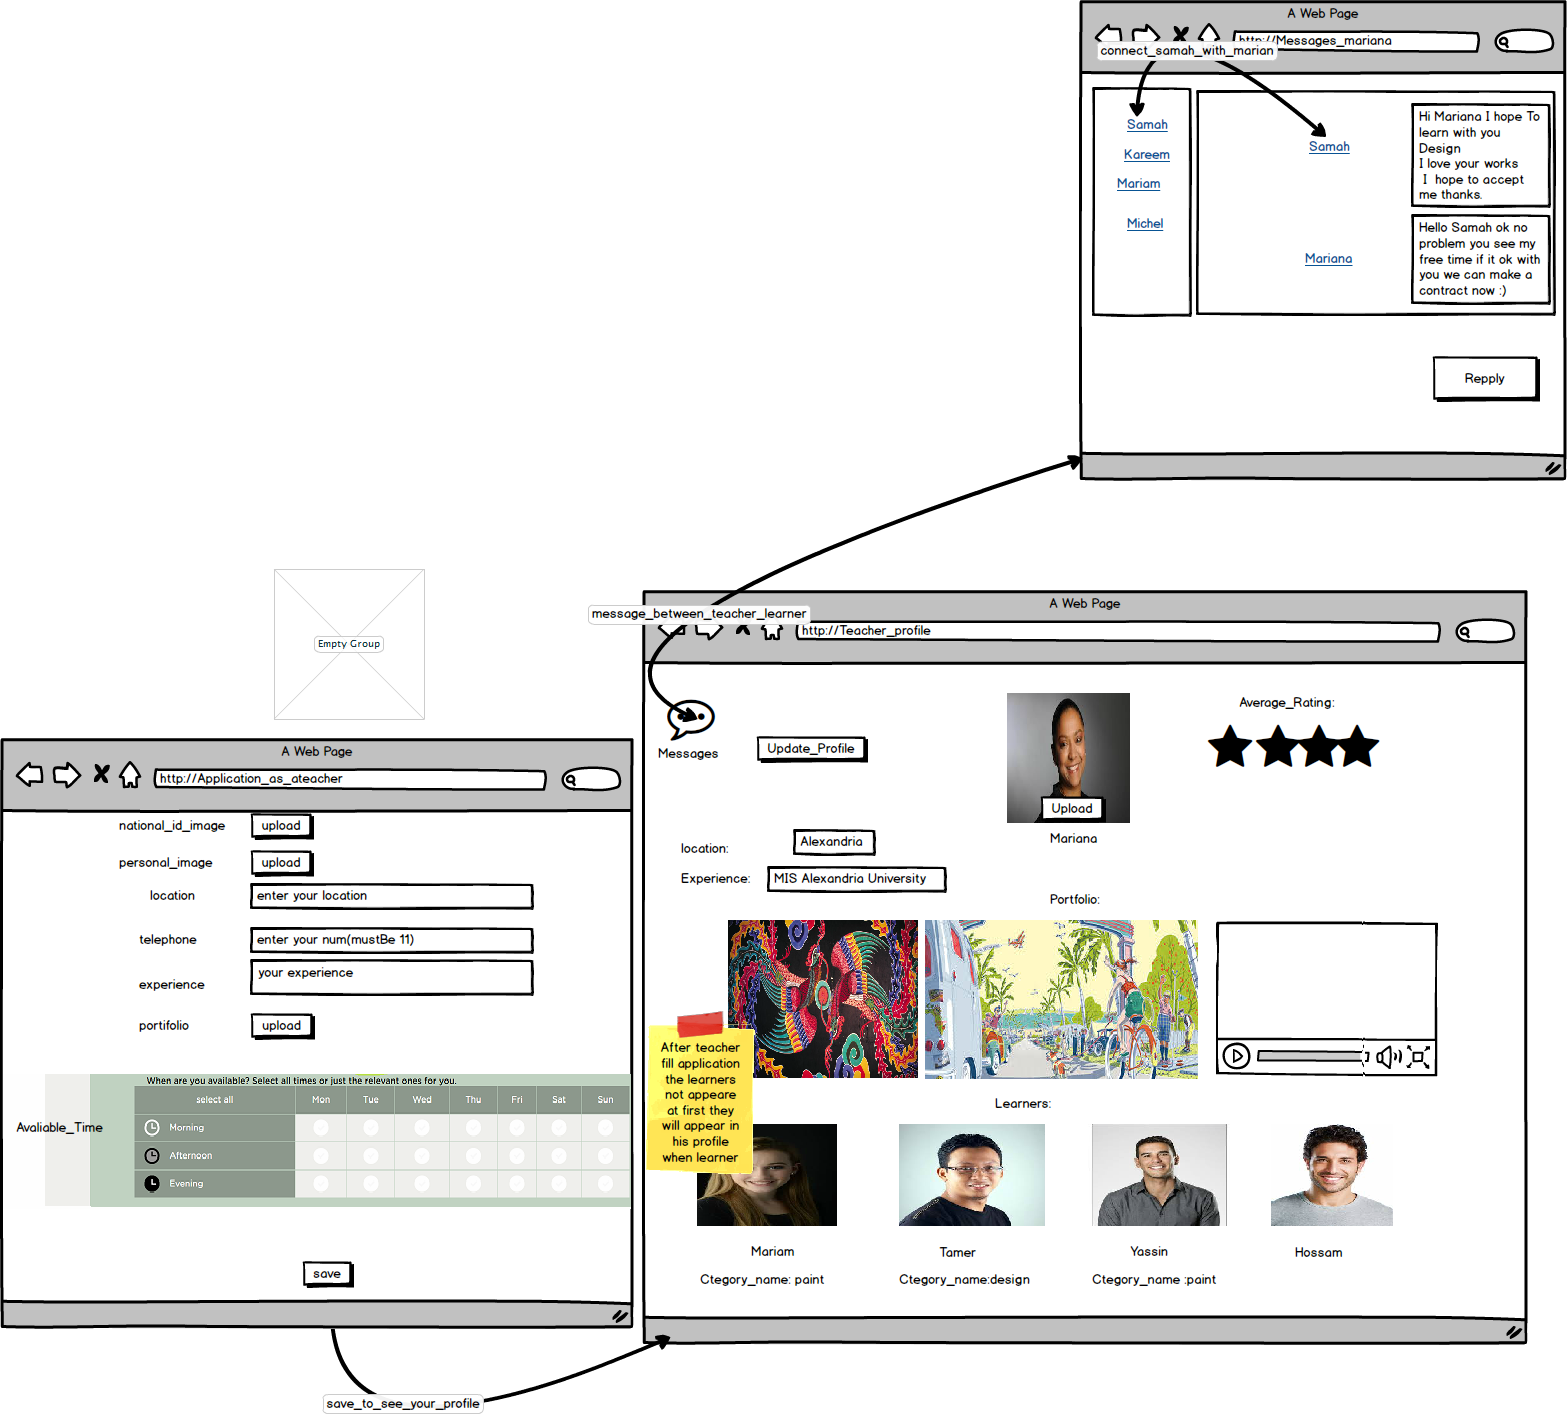 A Web Page
http://Messages_mariana
connect_samah_with_marian
Samah
Kareem
Mariam
Michel
Samah
Mariana
Hi Mariana I hope To
learn with you
Design
I love your works
I hope to accept
me thanks.
Hello Samah ok no
problem you see my
free time if it ok with
you we can make a
contract now :)
Repply
Empty Group
message_between_teacher_learner
A Web Page
http://Teacher_profile
Messages
Update_Profile
Upload
Mariana
Average_Rating:
location:
Alexandria
Experience:
MIS Alexandria University
Portfolio:
After teacher
fill application
the learners
not appeare
at first they
will appear in
his profile
when learner
Learners:
Mariam
Tamer
Yassin
Hossam
Ctegory_name: paint
Ctegory_name:design
Ctegory_name :paint
A Web Page
http://Application_as_ateacher
national_id_image
upload
personal_image
upload
location
enter your location
telephone
enter your num(mustBe 11)
experience
your experience
portifolio
upload
When are you available? Select all times or just the relevant ones for you.
select all Mon Tue Wed Thu Fri Sat Sun
Avaliable_Time
Morning
Afternoon
Evening
save
save_to_see_your_profile